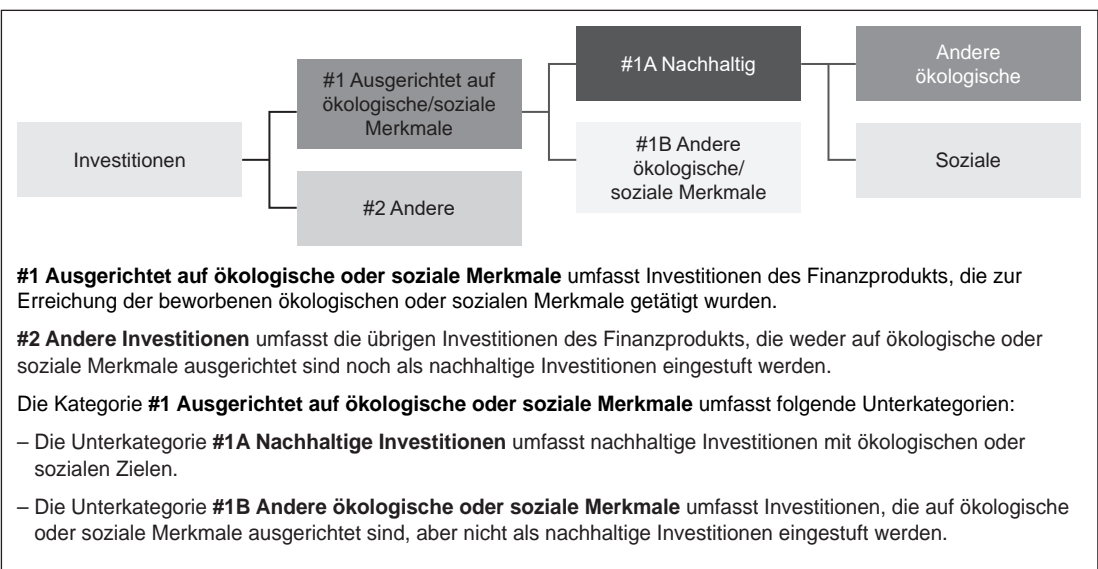 Investitionen
#1 Ausgerichtet auf
ökologische/soziale
Merkmale
#2 Andere
#1A Nachhaltig
#1B Andere
ökologische/
soziale Merkmale
Andere
ökologische
Soziale
#1 Ausgerichtet auf ökologische oder soziale Merkmale umfasst Investitionen des Finanzprodukts, die zur
Erreichung der beworbenen ökologischen oder sozialen Merkmale getätigt wurden.
#2 Andere Investitionen umfasst die übrigen Investitionen des Finanzprodukts, die weder auf ökologische oder
soziale Merkmale ausgerichtet sind noch als nachhaltige Investitionen eingestuft werden.
Die Kategorie #1 Ausgerichtet auf ökologische oder soziale Merkmale umfasst folgende Unterkategorien:
– Die Unterkategorie #1A Nachhaltige Investitionen umfasst nachhaltige Investitionen mit ökologischen oder
sozialen Zielen.
– Die Unterkategorie #1B Andere ökologische oder soziale Merkmale umfasst Investitionen, die auf ökologische
oder soziale Merkmale ausgerichtet sind, aber nicht als nachhaltige Investitionen eingestuft werden.